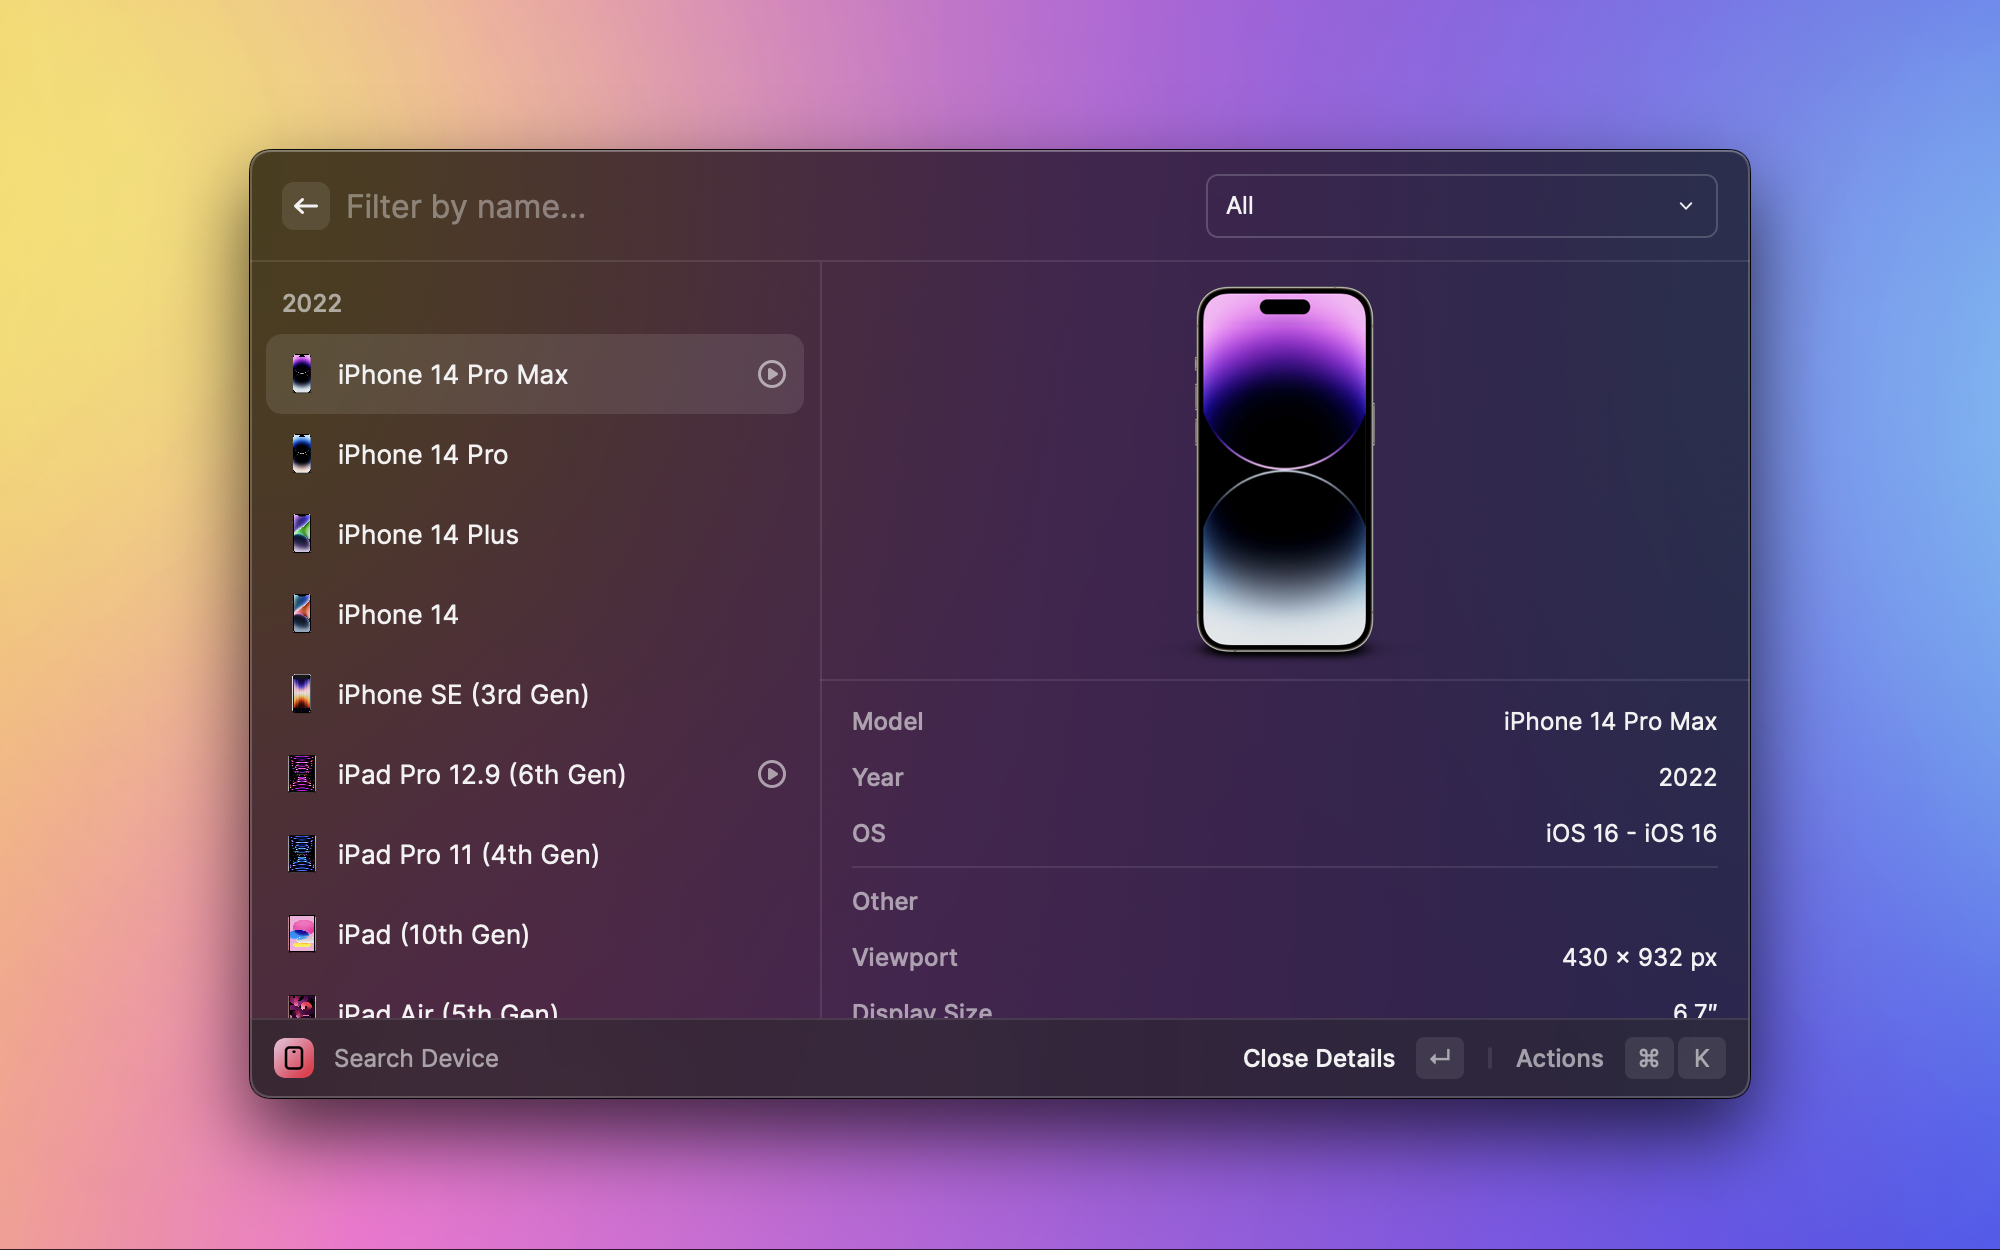 Filter by name...
All
2022
iPhone 14 Pro Max
iPhone 14 Pro
iPhone 14 Plus
iPhone 14
iPhone SE (3rd Gen)
iPad Pro 12.9 (6th Gen)
iPad Pro 11 (4th Gen)
iPad (10th Gen)
iPad Air (5th Gen)
Model iPhone 14 Pro Max
Year 2022
OS iOS 16 - iOS 16
Other
Viewport 430 × 932 px
Display Size 6.7″
Search Device
Close Details ↵ Actions ⌘ K